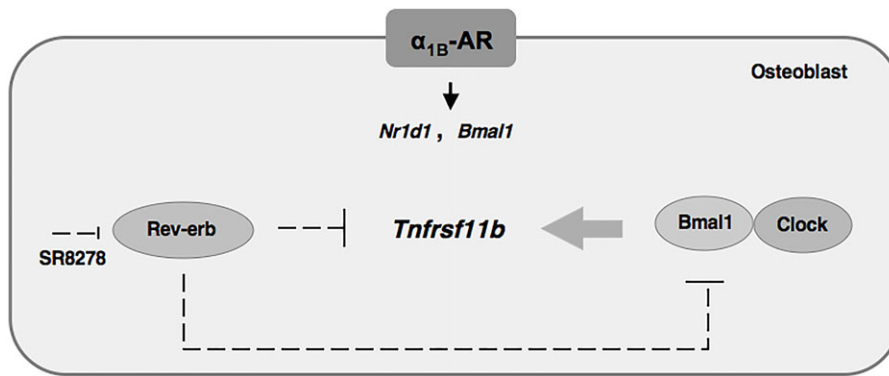 α1B-AR
Osteoblast
Nr1d1 , Bmal1
Rev-erb
Tnfrsf11b
Bmal1
Clock
SR8278